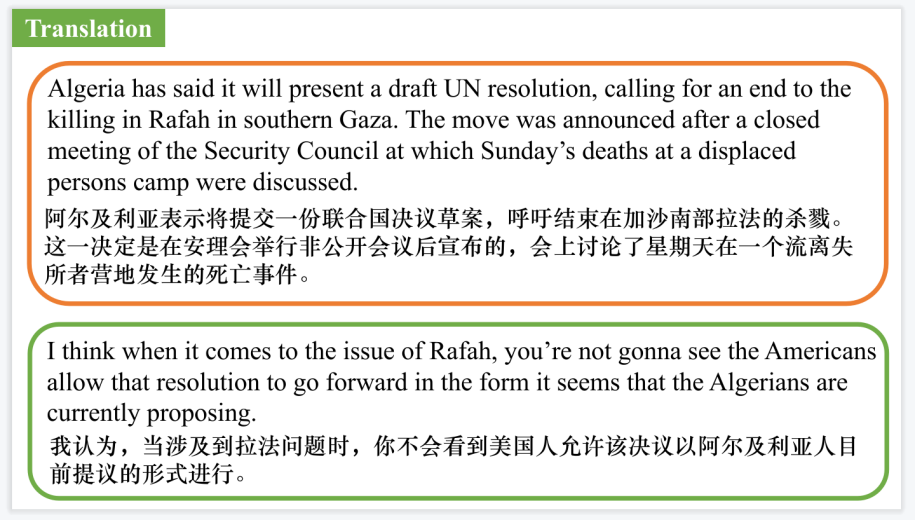 Translation
Algeria has said it will present a draft UN resolution, calling for an end to the
killing in Rafah in southern Gaza. The move was announced after a closed
meeting of the Security Council at which Sunday’s deaths at a displaced
persons camp were discussed.
阿尔及利亚表示将提交一份联合国决议草案，呼吁结束在加沙南部拉法的杀戮。
这一决定是在安理会举行非公开会议后宣布的，会上讨论了星期天在一个流离失
所者营地发生的死亡事件。
I think when it comes to the issue of Rafah, you’re not gonna see the Americans
allow that resolution to go forward in the form it seems that the Algerians are
currently proposing.
我认为，当涉及到拉法问题时，你不会看到美国人允许该决议以阿尔及利亚人目
前提议的形式进行。